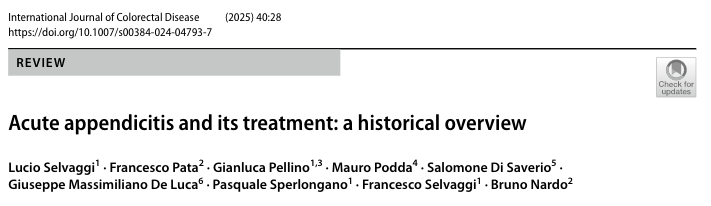 International Journal of Colorectal Disease (2025) 40:28
https://doi.org/10.1007/s00384-024-04793-7
REVIEW
Check for
updates
Acute appendicitis and its treatment: a historical overview
Lucio Selvaggi¹ · Francesco Pata² · Gianluca Pellino¹,³ · Mauro Podda⁴ · Salomone Di Saverio⁵ ·
Giuseppe Massimiliano De Luca⁶ · Pasquale Sperlongano¹ · Francesco Selvaggi¹ · Bruno Nardo²